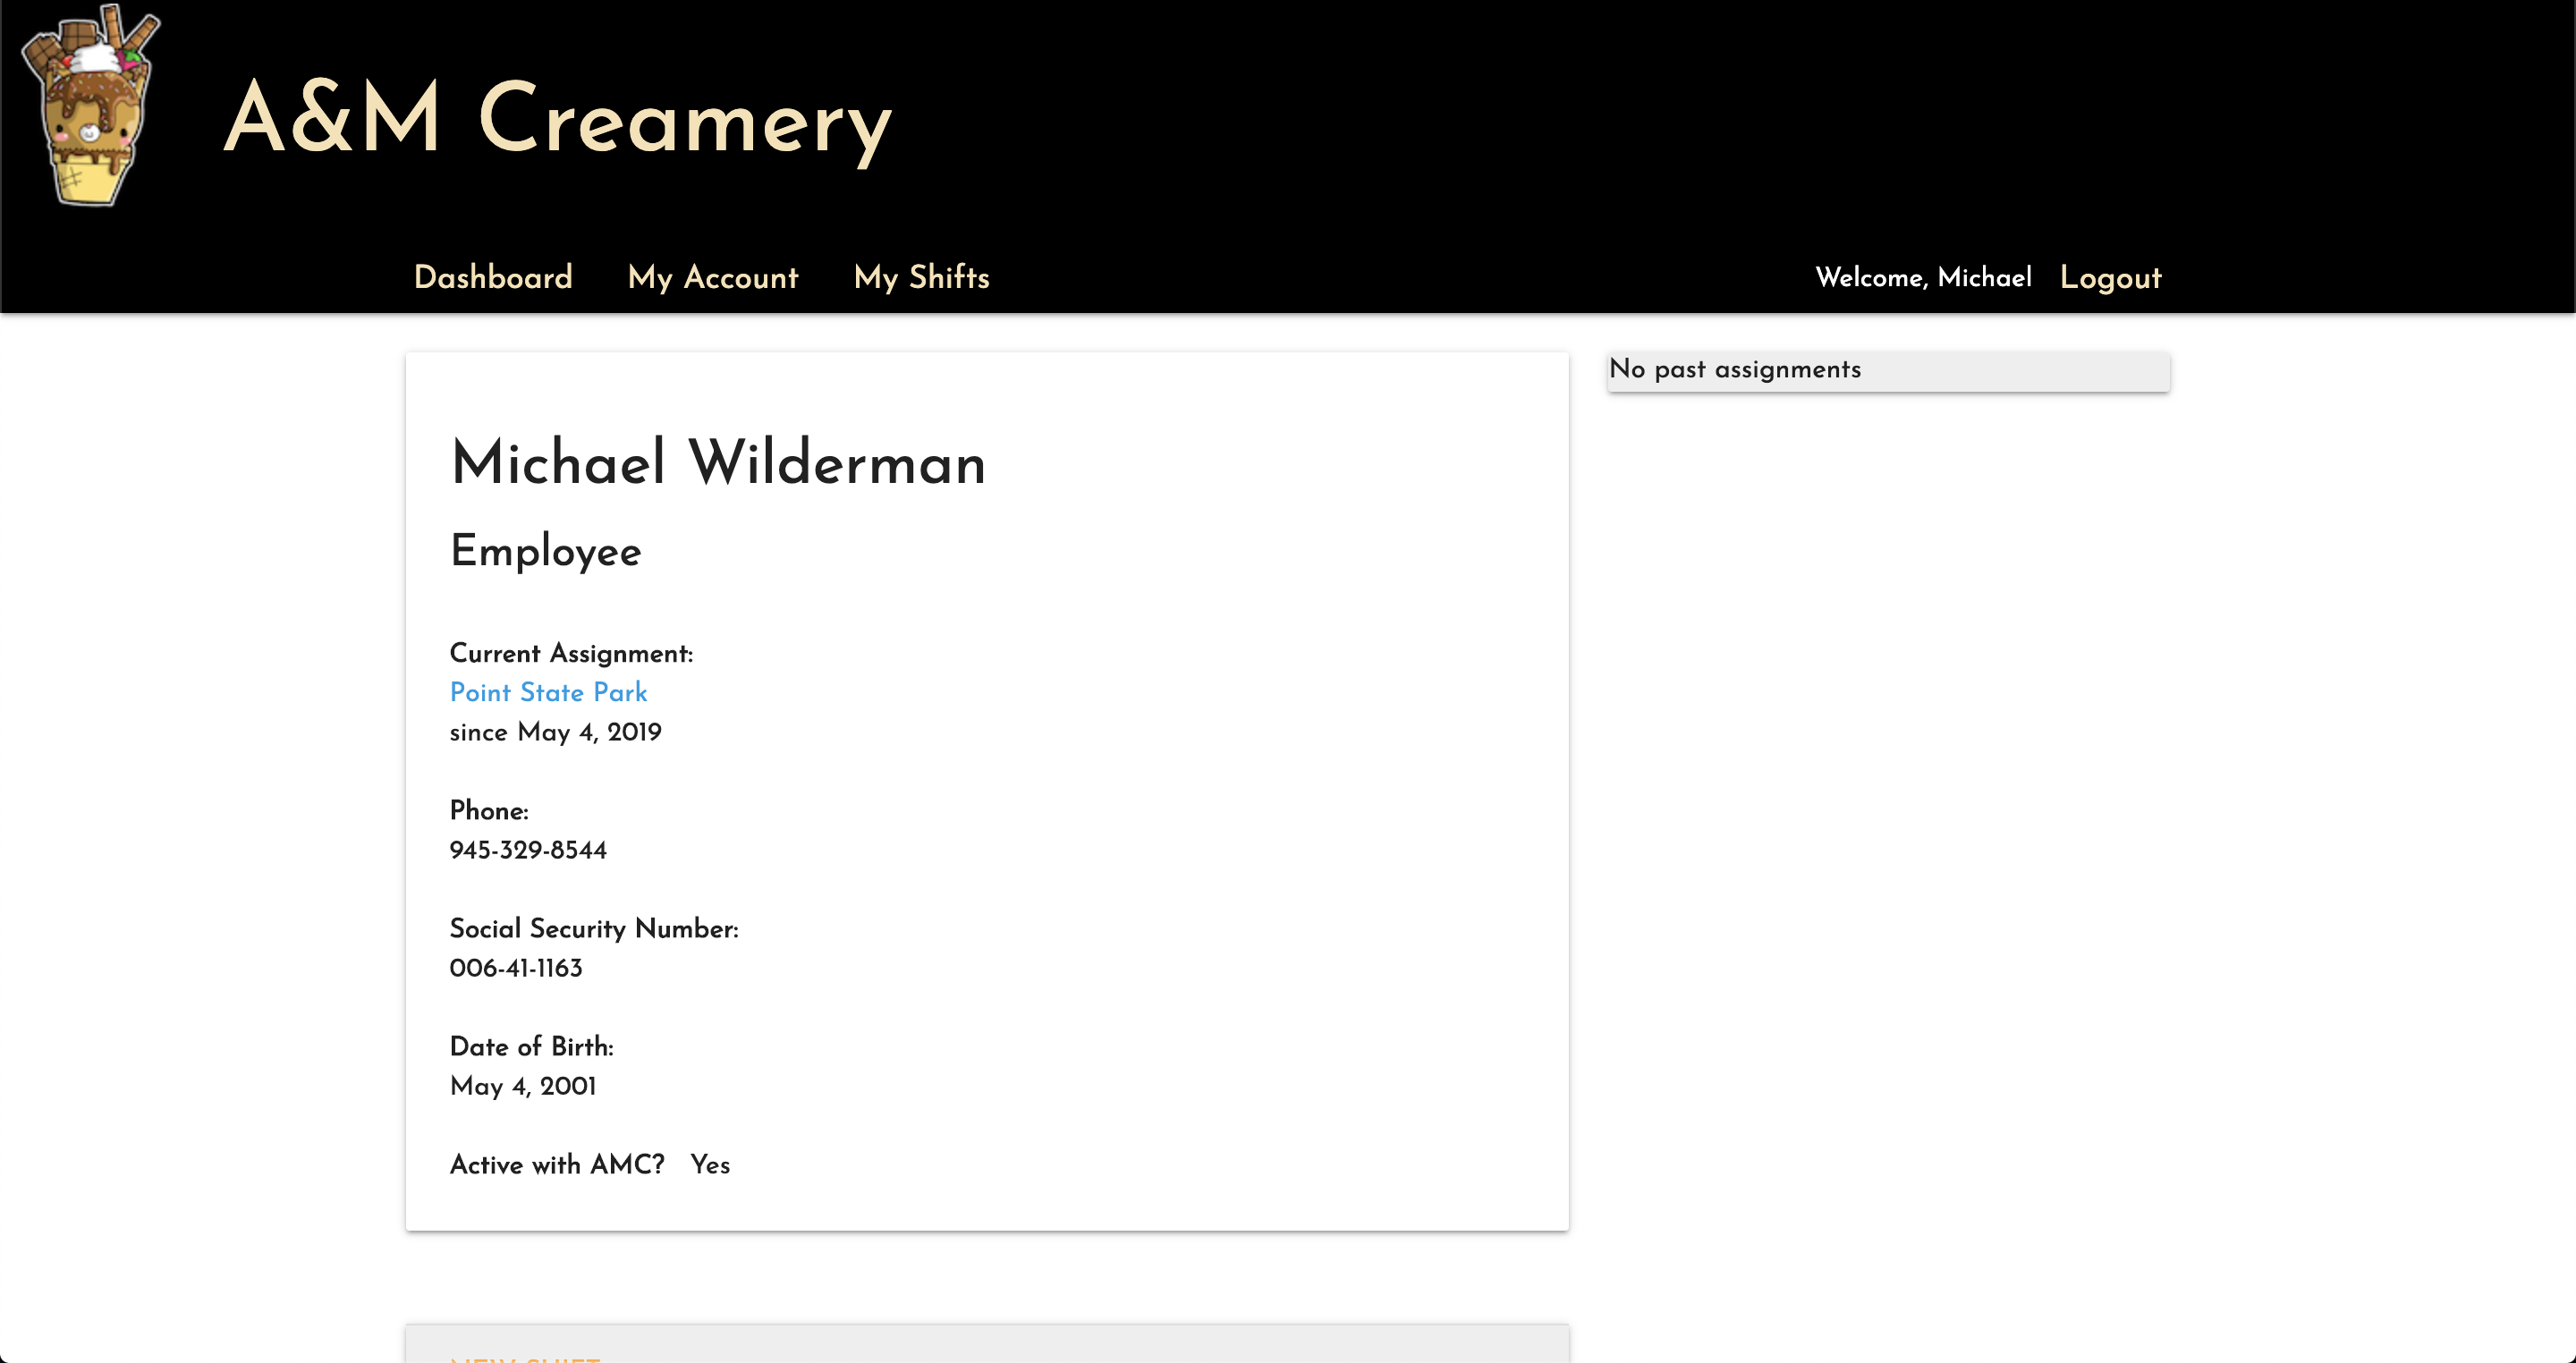 A&M Creamery
Dashboard My Account My Shifts Welcome, Michael Logout
Michael Wilderman
Employee
Current Assignment:
Point State Park
since May 4, 2019
Phone:
945-329-8544
Social Security Number:
006-41-1163
Date of Birth:
May 4, 2001
Active with AMC? Yes
No past assignments
NEW SHIFT